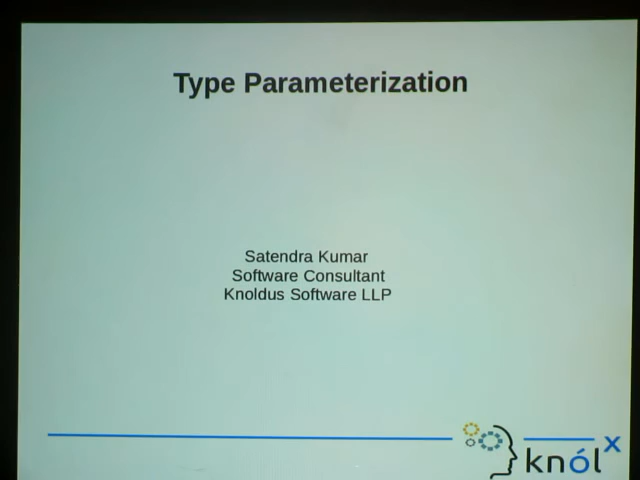 Type Parameterization
Satendra Kumar
Software Consultant
Knoldus Software LLP
knólx